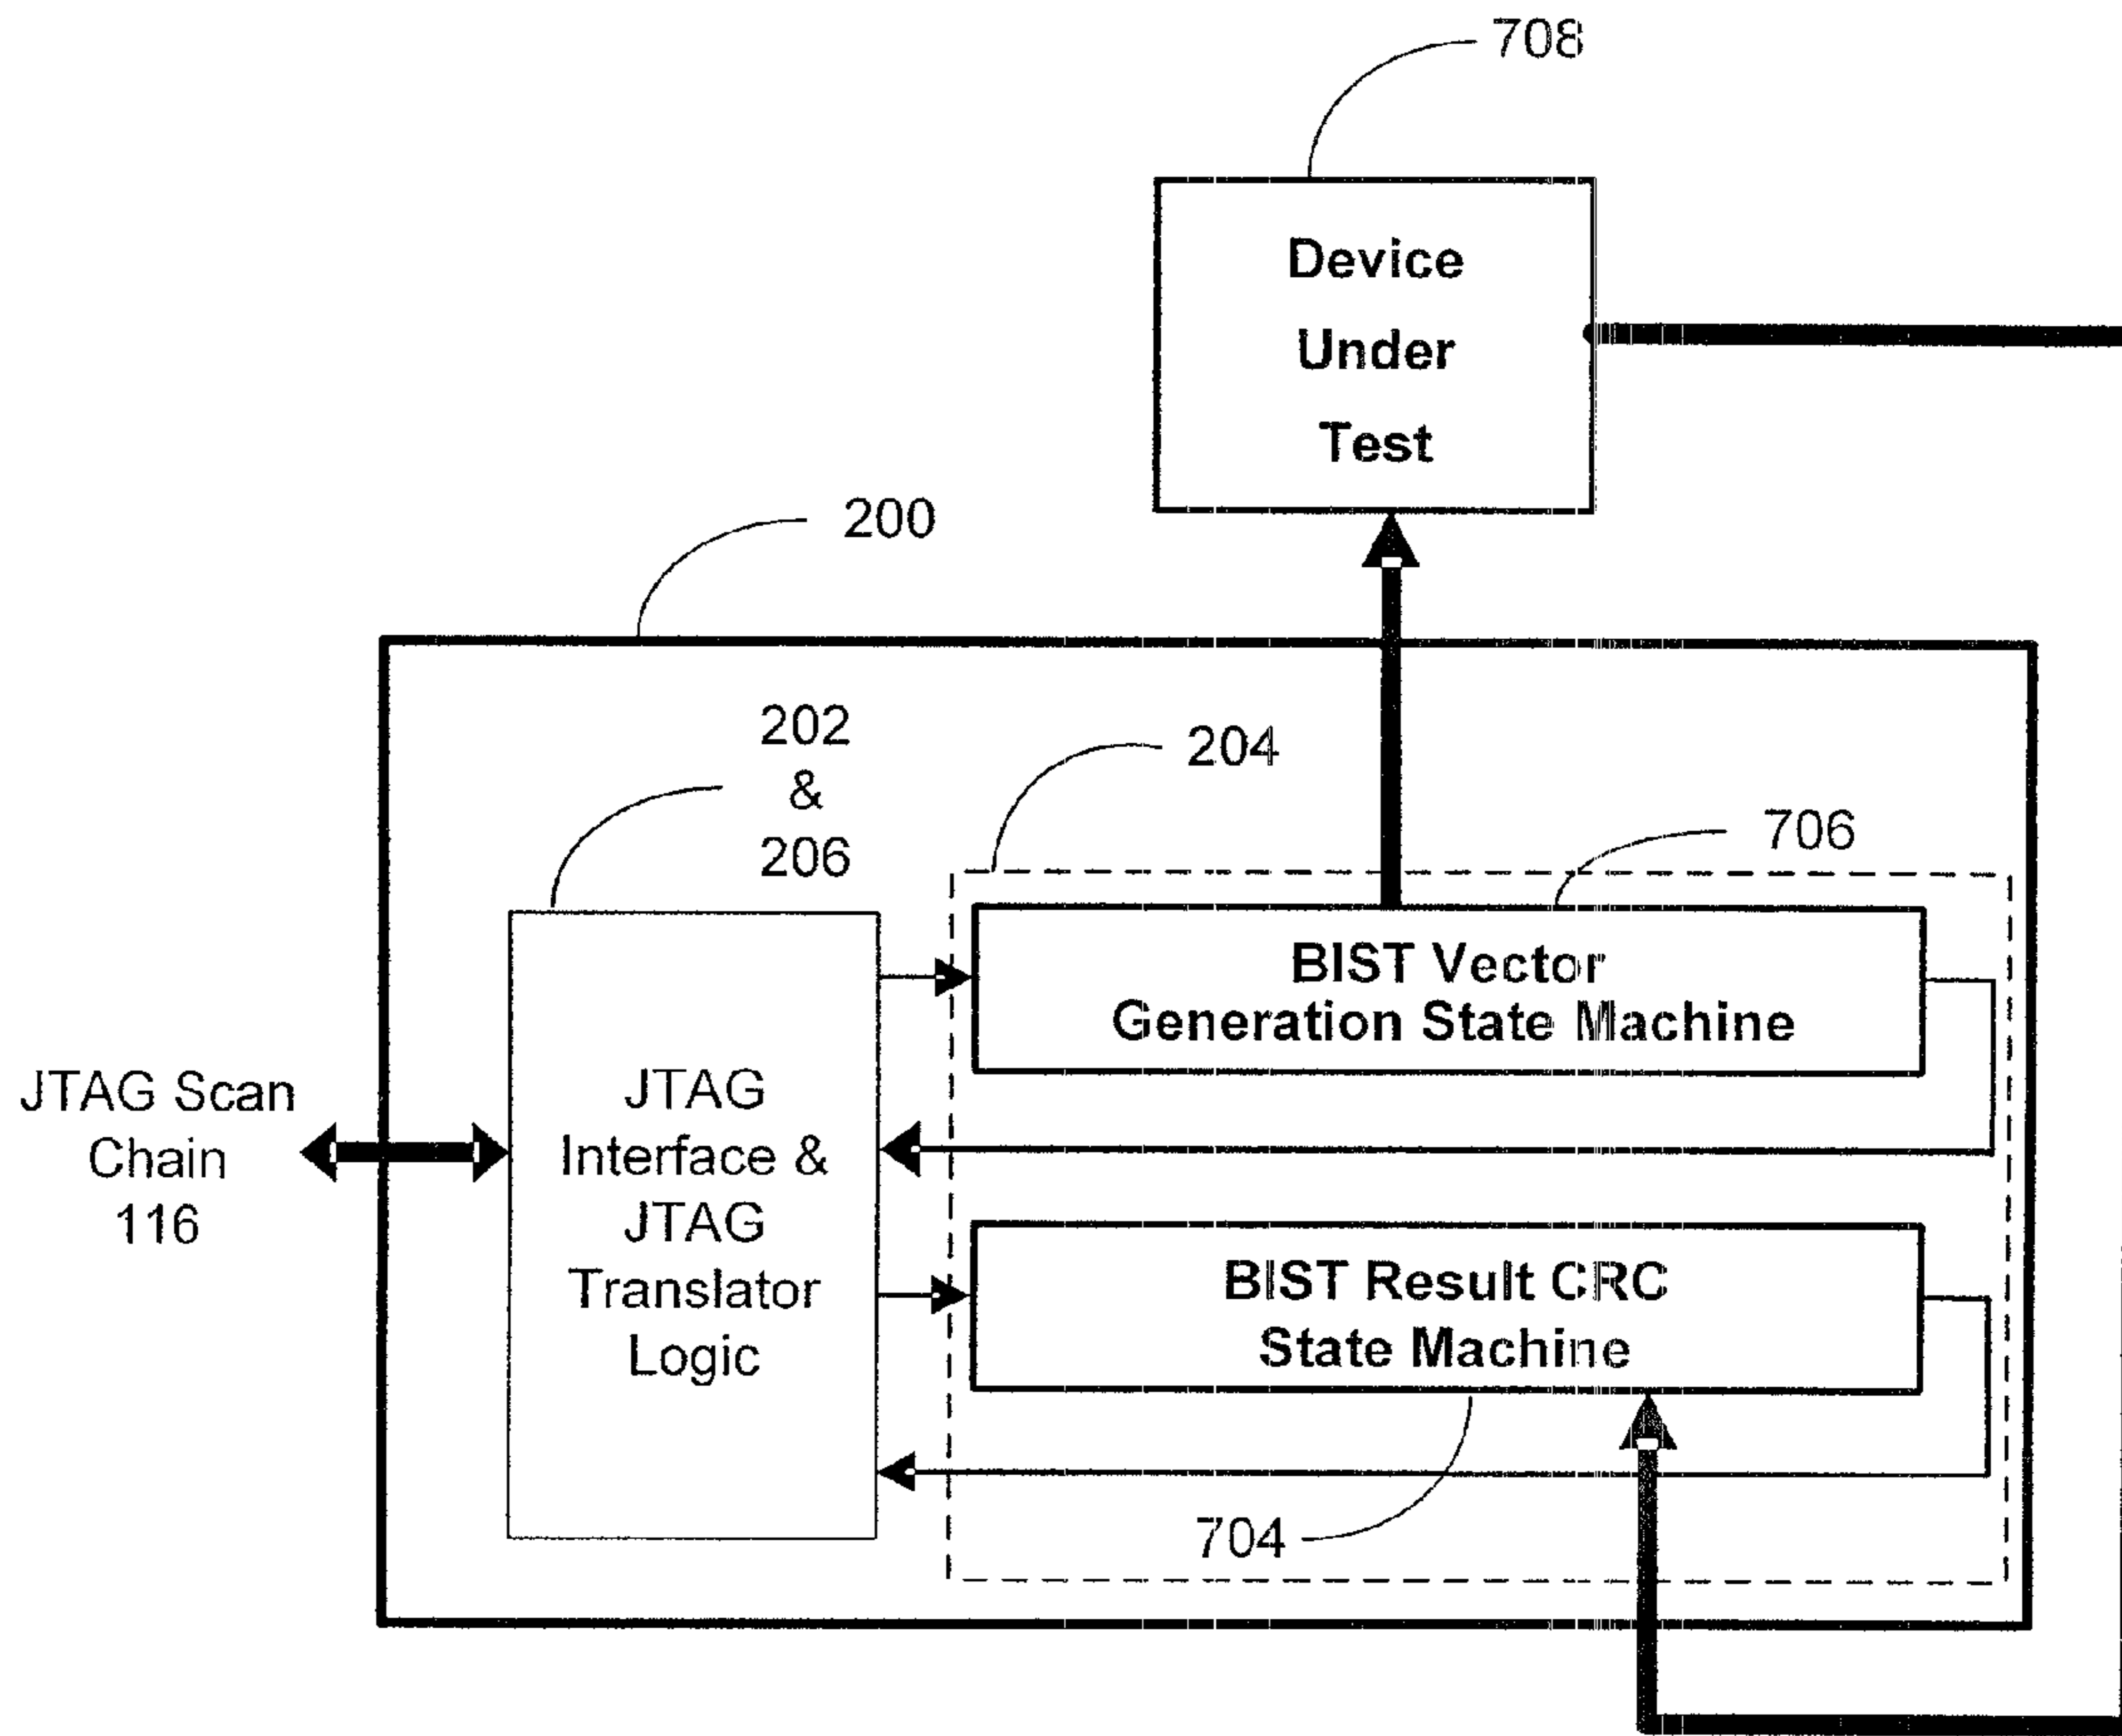 708
Device
Under
Test
200
202
&
206
204
706
BIST Vector
Generation State Machine
JTAG Scan
Chain
116
JTAG
Interface &
JTAG
Translator
Logic
BIST Result CRC
State Machine
704